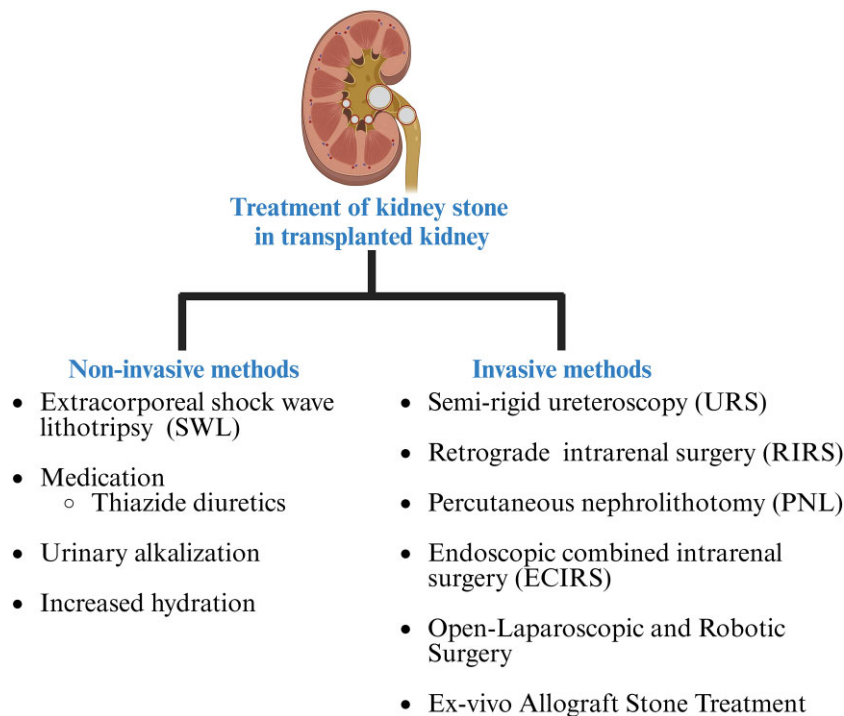 Treatment of kidney stone
in transplanted kidney
Non-invasive methods
• Extracorporeal shock wave
lithotripsy (SWL)
• Medication
○ Thiazide diuretics
• Urinary alkalization
• Increased hydration
Invasive methods
• Semi-rigid ureteroscopy (URS)
• Retrograde intrarenal surgery (RIRS)
• Percutaneous nephrolithotomy (PNL)
• Endoscopic combined intrarenal
surgery (ECIRS)
• Open-Laparoscopic and Robotic
Surgery
• Ex-vivo Allograft Stone Treatment